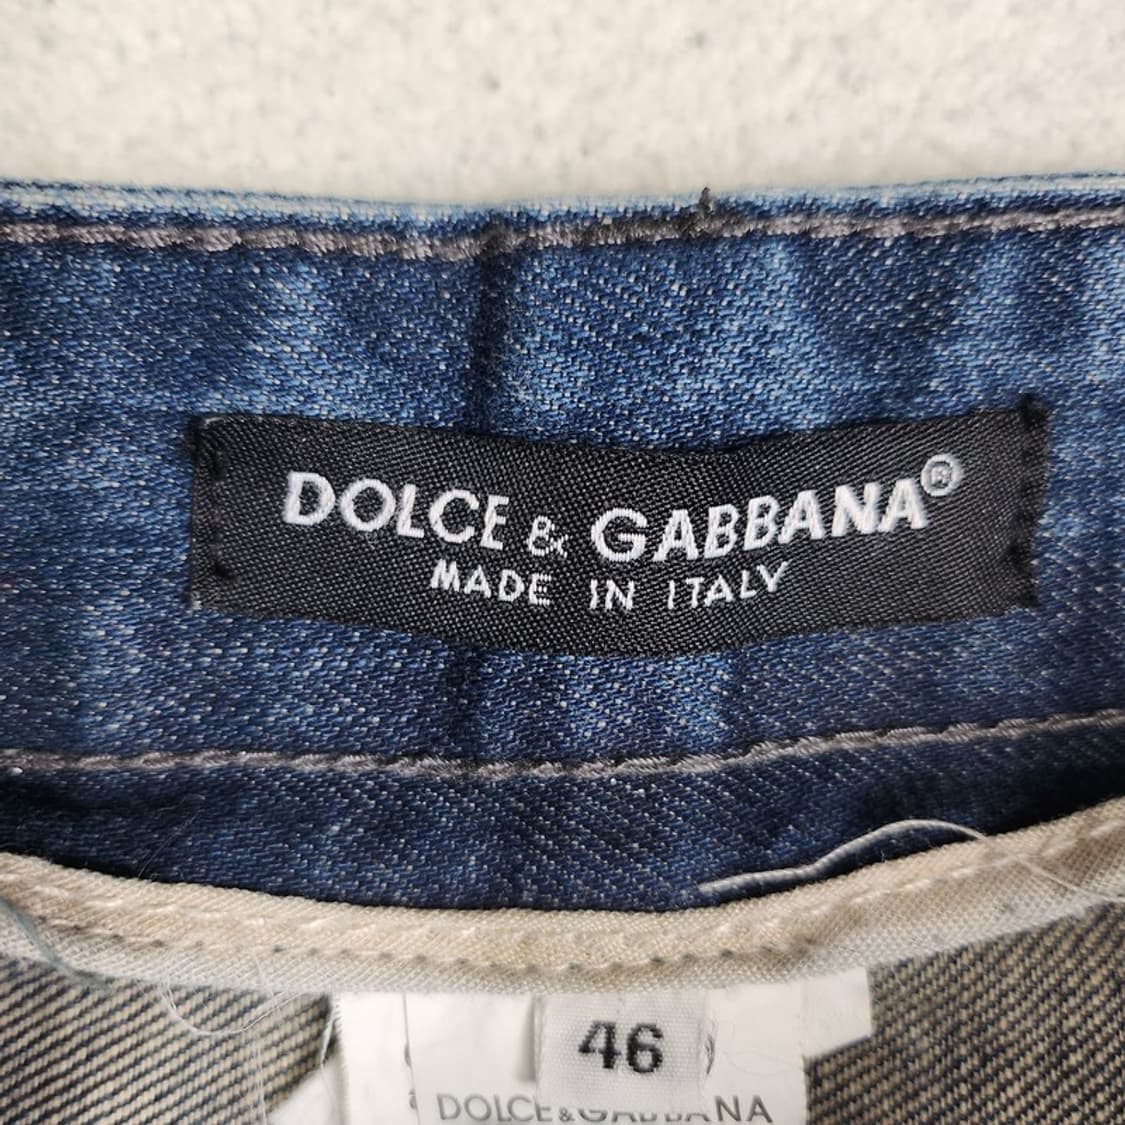 DOLCE & GABBANA®
MADE IN ITALY
46
DOLCE&GABBANA